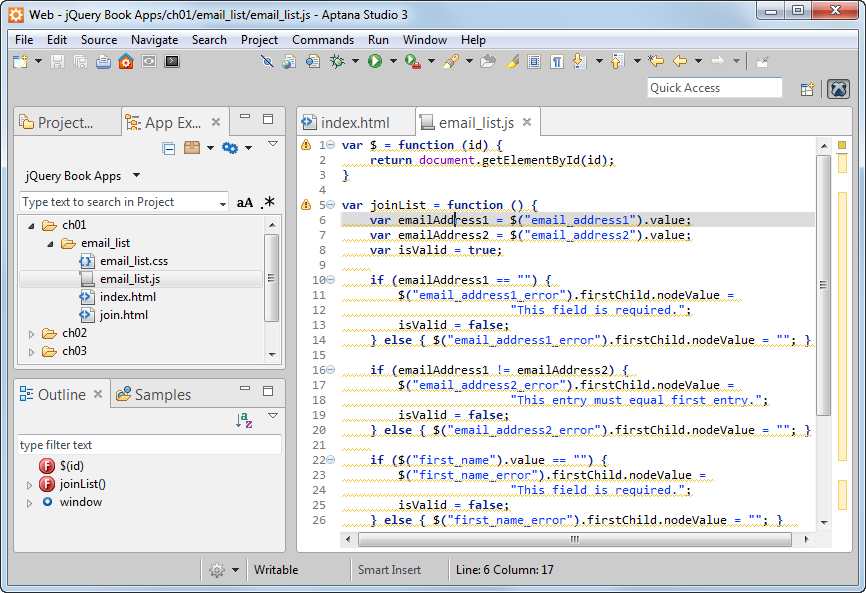 Web - jQuery Book Apps/ch01/email_list/email_list.js - Aptana Studio 3
File Edit Source Navigate Search Project Commands Run Window Help
Quick Access
Project...
App Ex...
jQuery Book Apps
Type text to search in Project
aA .*
ch01
email_list
email_list.css
email_list.js
index.html
join.html
ch02
ch03
Outline
Samples
a
z
type filter text
F $(id)
F joinList()
window
index.html
email_list.js
1 var $ = function (id) {
2     return document.getElementById(id);
3 }
4
5 var joinList = function () {
6     var emailAddress1 = $("email_address1").value;
7     var emailAddress2 = $("email_address2").value;
8     var isValid = true;
9
10     if (emailAddress1 == "") {
11         $("email_address1_error").firstChild.nodeValue =
12                         "This field is required.";
13         isValid = false;
14     } else { $("email_address1_error").firstChild.nodeValue = ""; }
15
16     if (emailAddress1 != emailAddress2) {
17         $("email_address2_error").firstChild.nodeValue =
18                         "This entry must equal first entry.";
19         isValid = false;
20     } else { $("email_address2_error").firstChild.nodeValue = ""; }
21
22     if ($("first_name").value == "") {
23         $("first_name_error").firstChild.nodeValue =
24                         "This field is required.";
25         isValid = false;
26     } else { $("first_name_error").firstChild.nodeValue = ""; }
Writable
Smart Insert
Line: 6 Column: 17